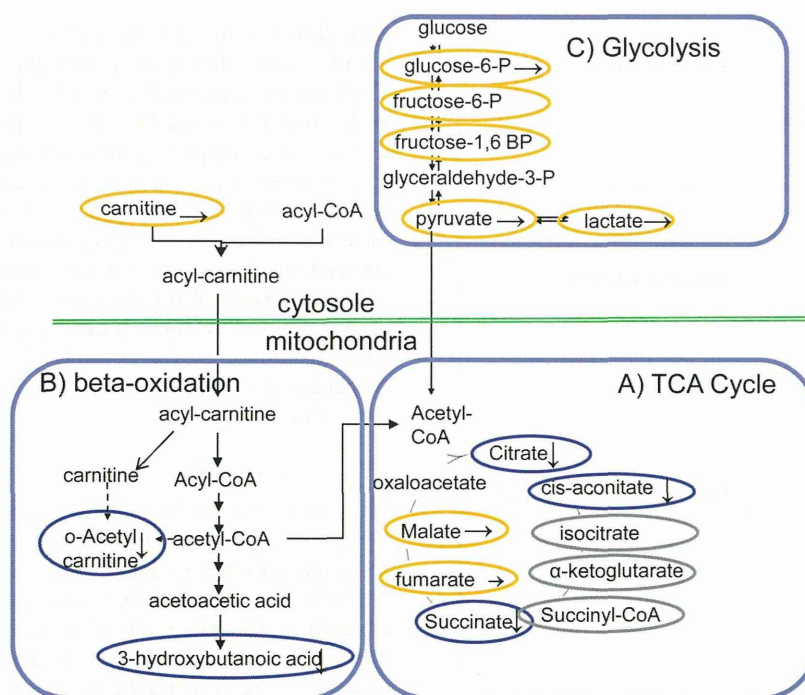 glucose
C) Glycolysis
glucose-6-P →
fructose-6-P
fructose-1,6 BP
glyceraldehyde-3-P
pyruvate →
lactate →
carnitine →
acyl-CoA
acyl-carnitine
cytosole
mitochondria
B) beta-oxidation
acyl-carnitine
carnitine
Acyl-CoA
o-Acetyl
carnitine ↓
acetyl-CoA
acetoacetic acid
3-hydroxybutanoic acid ↓
A) TCA Cycle
Acetyl-
CoA
Citrate ↓
oxaloacetate
cis-aconitate ↓
Malate →
isocitrate
fumarate →
α-ketoglutarate
Succinate ↓
Succinyl-CoA